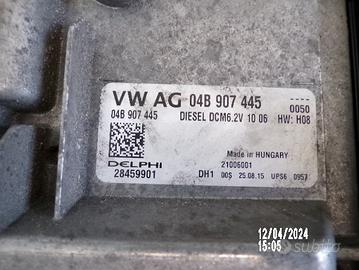 VW AG 04B 907 445
0050
04B 907 445 DIESEL DCM6.2V 10 06 HW: H08
Made in HUNGARY
DELPHI
21006001
28459901
DH1 00S 25.08.15 UPS6 0957
12/04/2024
15:05
subito